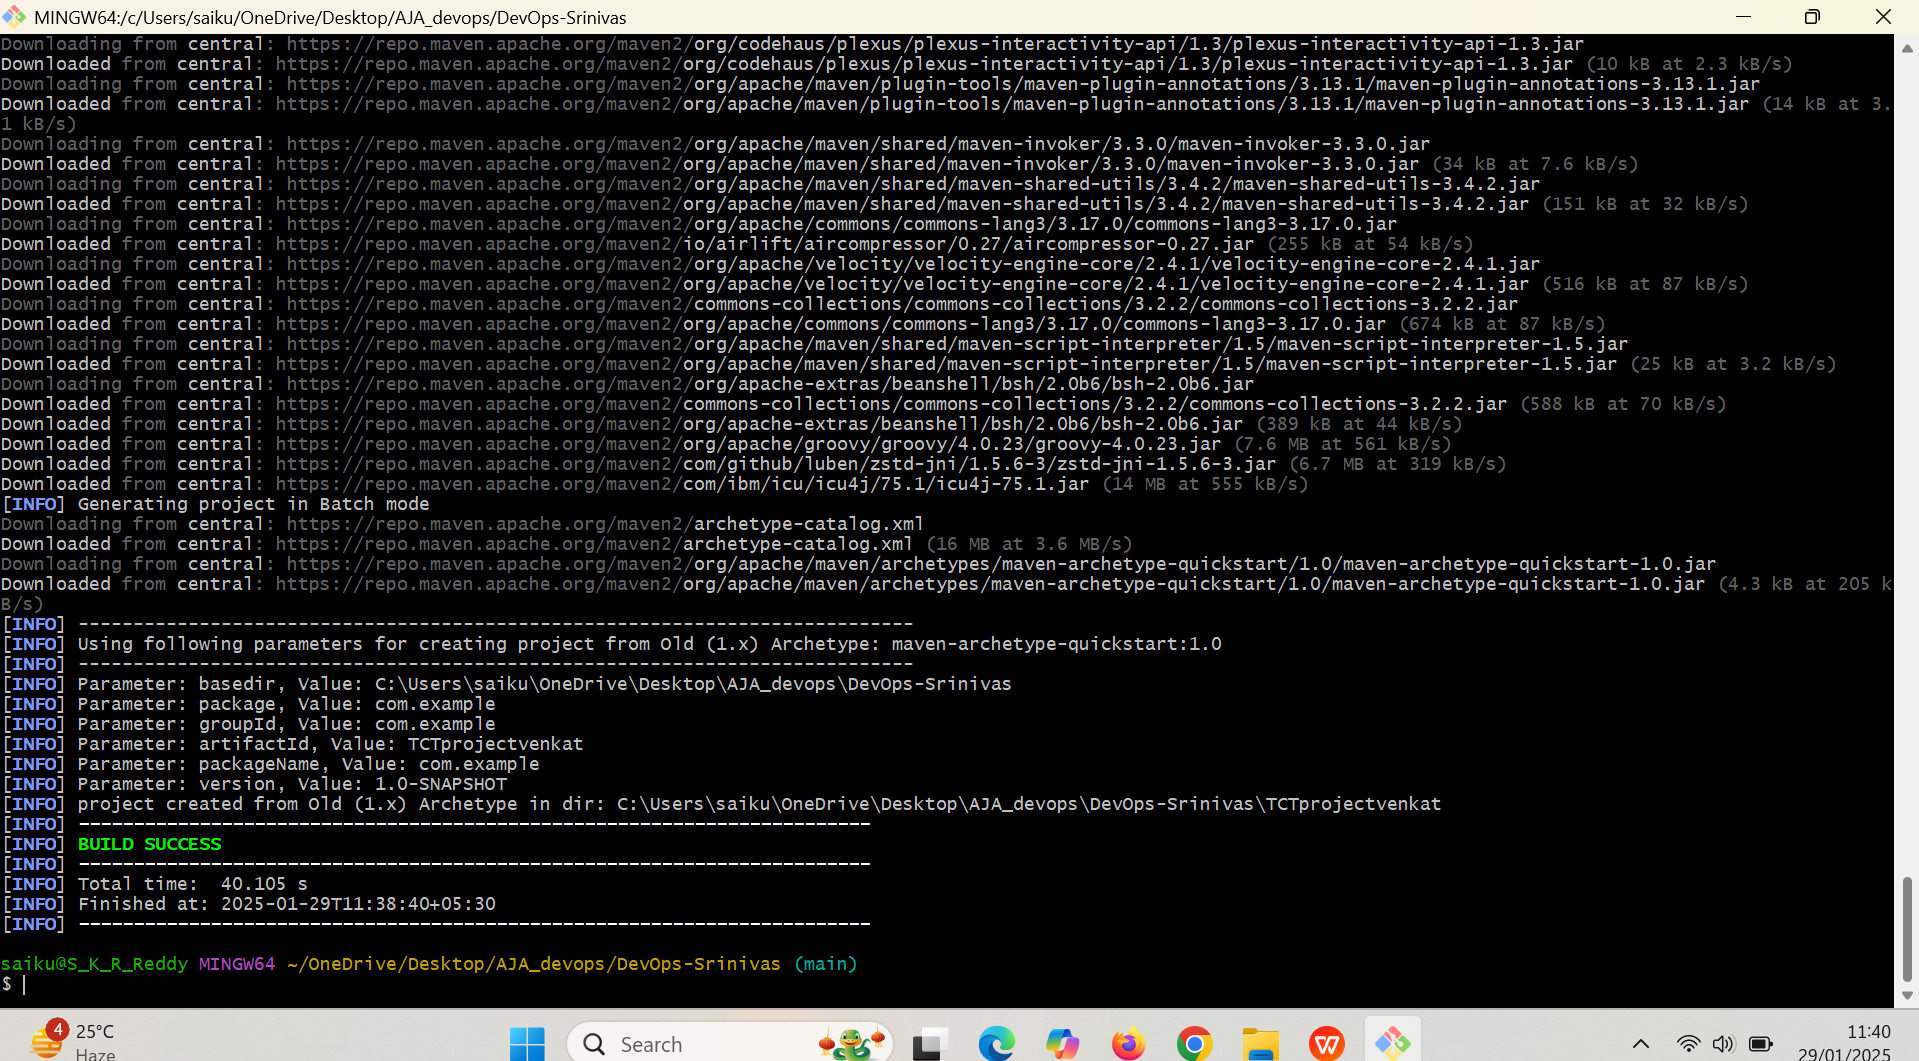 MINGW64:/c/Users/saiku/OneDrive/Desktop/AJA_devops/DevOps-Srinivas
Downloading from central: https://repo.maven.apache.org/maven2/org/codehaus/plexus/plexus-interactivity-api/1.3/plexus-interactivity-api-1.3.jar
Downloaded from central: https://repo.maven.apache.org/maven2/org/codehaus/plexus/plexus-interactivity-api/1.3/plexus-interactivity-api-1.3.jar (10 kB at 2.3 kB/s)
Downloading from central: https://repo.maven.apache.org/maven2/org/apache/maven/plugin-tools/maven-plugin-annotations/3.13.1/maven-plugin-annotations-3.13.1.jar
Downloaded from central: https://repo.maven.apache.org/maven2/org/apache/maven/plugin-tools/maven-plugin-annotations/3.13.1/maven-plugin-annotations-3.13.1.jar (14 kB at 3.
1 kB/s)
Downloading from central: https://repo.maven.apache.org/maven2/org/apache/maven/shared/maven-invoker/3.3.0/maven-invoker-3.3.0.jar
Downloaded from central: https://repo.maven.apache.org/maven2/org/apache/maven/shared/maven-invoker/3.3.0/maven-invoker-3.3.0.jar (34 kB at 7.6 kB/s)
Downloading from central: https://repo.maven.apache.org/maven2/org/apache/maven/shared/maven-shared-utils/3.4.2/maven-shared-utils-3.4.2.jar
Downloaded from central: https://repo.maven.apache.org/maven2/org/apache/maven/shared/maven-shared-utils/3.4.2/maven-shared-utils-3.4.2.jar (151 kB at 32 kB/s)
Downloading from central: https://repo.maven.apache.org/maven2/org/apache/commons/commons-lang3/3.17.0/commons-lang3-3.17.0.jar
Downloaded from central: https://repo.maven.apache.org/maven2/io/airlift/aircompressor/0.27/aircompressor-0.27.jar (255 kB at 54 kB/s)
Downloading from central: https://repo.maven.apache.org/maven2/org/apache/velocity/velocity-engine-core/2.4.1/velocity-engine-core-2.4.1.jar
Downloaded from central: https://repo.maven.apache.org/maven2/org/apache/velocity/velocity-engine-core/2.4.1/velocity-engine-core-2.4.1.jar (516 kB at 87 kB/s)
Downloading from central: https://repo.maven.apache.org/maven2/commons-collections/commons-collections/3.2.2/commons-collections-3.2.2.jar
Downloaded from central: https://repo.maven.apache.org/maven2/org/apache/commons/commons-lang3/3.17.0/commons-lang3-3.17.0.jar (674 kB at 87 kB/s)
Downloading from central: https://repo.maven.apache.org/maven2/org/apache/maven/shared/maven-script-interpreter/1.5/maven-script-interpreter-1.5.jar
Downloaded from central: https://repo.maven.apache.org/maven2/org/apache/maven/shared/maven-script-interpreter/1.5/maven-script-interpreter-1.5.jar (25 kB at 3.2 kB/s)
Downloading from central: https://repo.maven.apache.org/maven2/org/apache-extras/beanshell/bsh/2.0b6/bsh-2.0b6.jar
Downloaded from central: https://repo.maven.apache.org/maven2/commons-collections/commons-collections/3.2.2/commons-collections-3.2.2.jar (588 kB at 70 kB/s)
Downloaded from central: https://repo.maven.apache.org/maven2/org/apache-extras/beanshell/bsh/2.0b6/bsh-2.0b6.jar (389 kB at 44 kB/s)
Downloaded from central: https://repo.maven.apache.org/maven2/org/apache/groovy/groovy/4.0.23/groovy-4.0.23.jar (7.6 MB at 561 kB/s)
Downloaded from central: https://repo.maven.apache.org/maven2/com/github/luben/zstd-jni/1.5.6-3/zstd-jni-1.5.6-3.jar (6.7 MB at 319 kB/s)
Downloaded from central: https://repo.maven.apache.org/maven2/com/ibm/icu/icu4j/75.1/icu4j-75.1.jar (14 MB at 555 kB/s)
[INFO] Generating project in Batch mode
Downloading from central: https://repo.maven.apache.org/maven2/archetype-catalog.xml
Downloaded from central: https://repo.maven.apache.org/maven2/archetype-catalog.xml (16 MB at 3.6 MB/s)
Downloading from central: https://repo.maven.apache.org/maven2/org/apache/maven/archetypes/maven-archetype-quickstart/1.0/maven-archetype-quickstart-1.0.jar
Downloaded from central: https://repo.maven.apache.org/maven2/org/apache/maven/archetypes/maven-archetype-quickstart/1.0/maven-archetype-quickstart-1.0.jar (4.3 kB at 205 k
B/s)
[INFO] ----------------------------------------------------------------------------
[INFO] Using following parameters for creating project from Old (1.x) Archetype: maven-archetype-quickstart:1.0
[INFO] ----------------------------------------------------------------------------
[INFO] Parameter: basedir, Value: C:\Users\saiku\OneDrive\Desktop\AJA_devops\DevOps-Srinivas
[INFO] Parameter: package, Value: com.example
[INFO] Parameter: groupId, Value: com.example
[INFO] Parameter: artifactId, Value: TCTprojectvenkat
[INFO] Parameter: packageName, Value: com.example
[INFO] Parameter: version, Value: 1.0-SNAPSHOT
[INFO] project created from Old (1.x) Archetype in dir: C:\Users\saiku\OneDrive\Desktop\AJA_devops\DevOps-Srinivas\TCTprojectvenkat
[INFO] ------------------------------------------------------------------------
[INFO] BUILD SUCCESS
[INFO] ------------------------------------------------------------------------
[INFO] Total time:  40.105 s
[INFO] Finished at: 2025-01-29T11:38:40+05:30
[INFO] ------------------------------------------------------------------------
saiku@S_K_R_Reddy MINGW64 ~/OneDrive/Desktop/AJA_devops/DevOps-Srinivas (main)
$
4
25°C
Haze
Search
W
11:40
29/01/2025